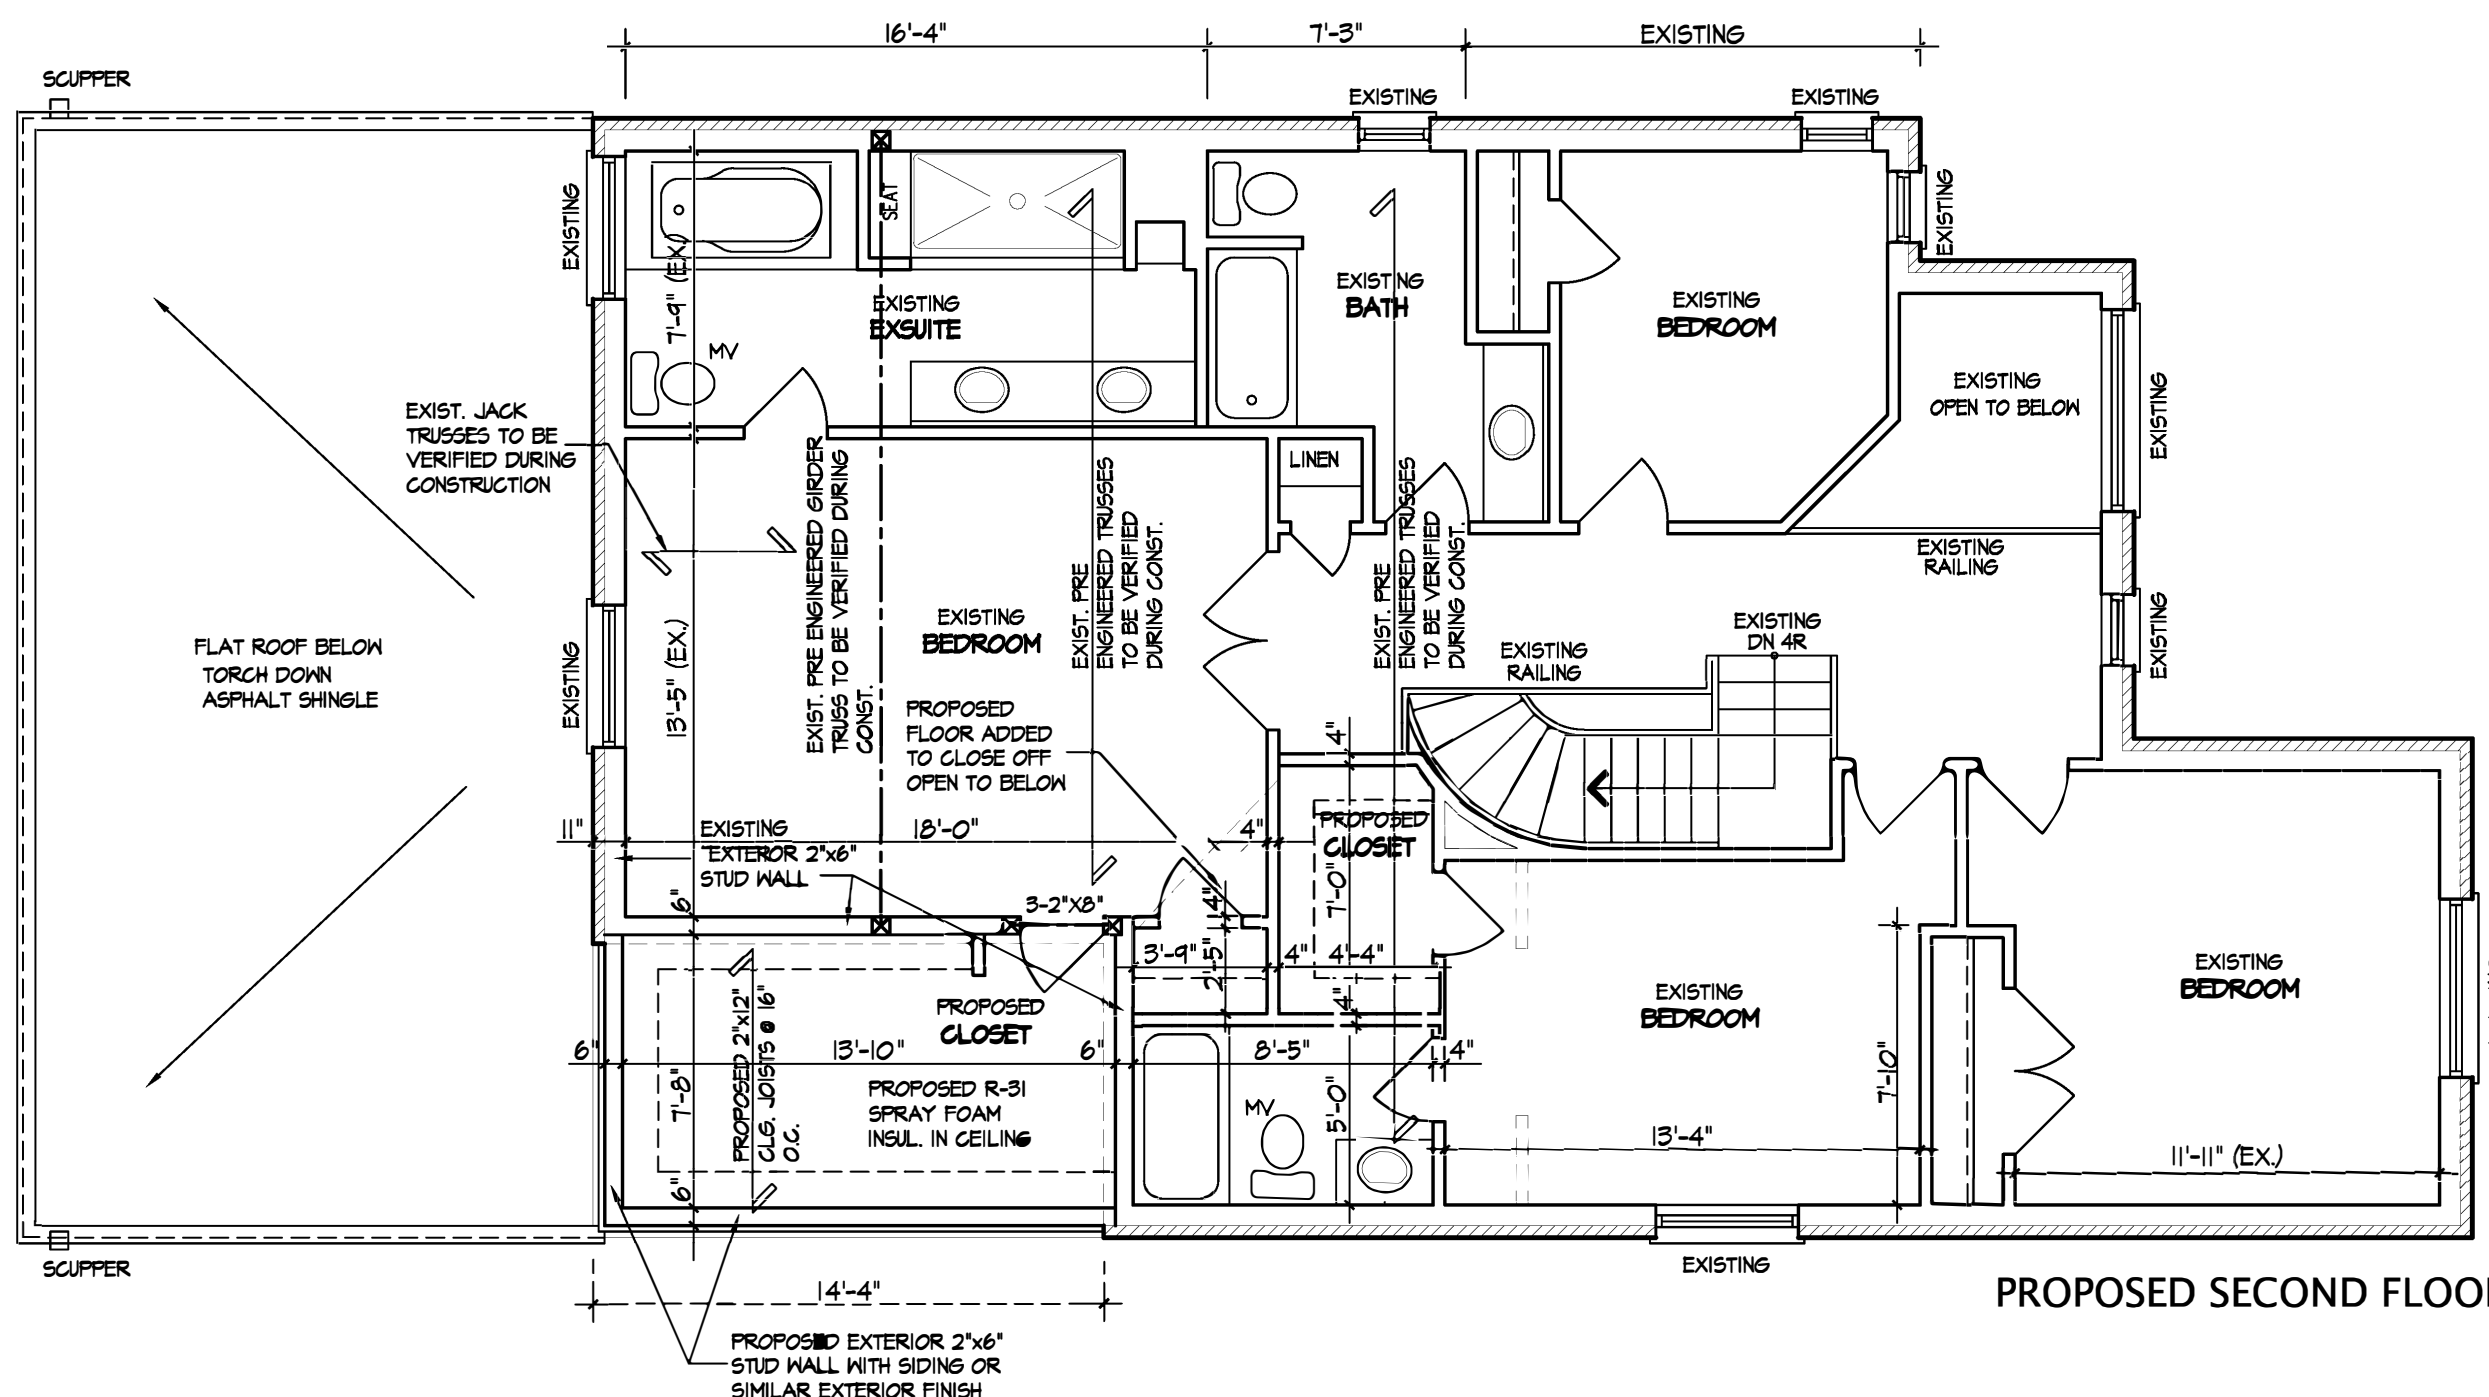 16'-4"
7'-3"
EXISTING
SCUPPER
EXISTING
EXISTING
EXISTING
EXISTING
SEAT
7'-9" (EX.)
EXISTING
EXSUITE
MV
EXISTING
BATH
EXISTING
BEDROOM
EXISTING
OPEN TO BELOW
EXISTING
EXIST. JACK
TRUSSES TO BE
VERIFIED DURING
CONSTRUCTION
LINEN
EXIST. PRE ENGINEERED GIRDER
TRUSS TO BE VERIFIED DURING
CONST.
EXIST. PRE
ENGINEERED TRUSSES
TO BE VERIFIED
DURING CONST.
EXIST. PRE
ENGINEERED TRUSSES
TO BE VERIFIED
DURING CONST.
EXISTING
RAILING
EXISTING
FLAT ROOF BELOW
TORCH DOWN
ASPHALT SHINGLE
EXISTING
13'-5" (EX.)
EXISTING
BEDROOM
EXISTING
DN 4R
EXISTING
RAILING
PROPOSED
FLOOR ADDED
TO CLOSE OFF
OPEN TO BELOW
4"
11"
EXISTING
EXTERIOR 2"x6"
STUD WALL
18'-0"
4"
PROPOSED
CLOSET
7'-0"
6"
3-2"X8"
4"
3'-9"
2'-5"
4"
4'-4"
4"
PROPOSED
CLOSET
PROPOSED 2"x12"
CLG. JOISTS @ 16"
O.C.
EXISTING
BEDROOM
EXISTING
BEDROOM
6"
13'-10"
6"
8'-5"
4"
7'-8"
PROPOSED R-31
SPRAY FOAM
INSUL. IN CEILING
MV
5'-0"
7'-10"
13'-4"
11'-11" (EX.)
6"
SCUPPER
EXISTING
14'-4"
PROPOSED SECOND FLOO
PROPOSED EXTERIOR 2"x6"
STUD WALL WITH SIDING OR
SIMILAR EXTERIOR FINISH